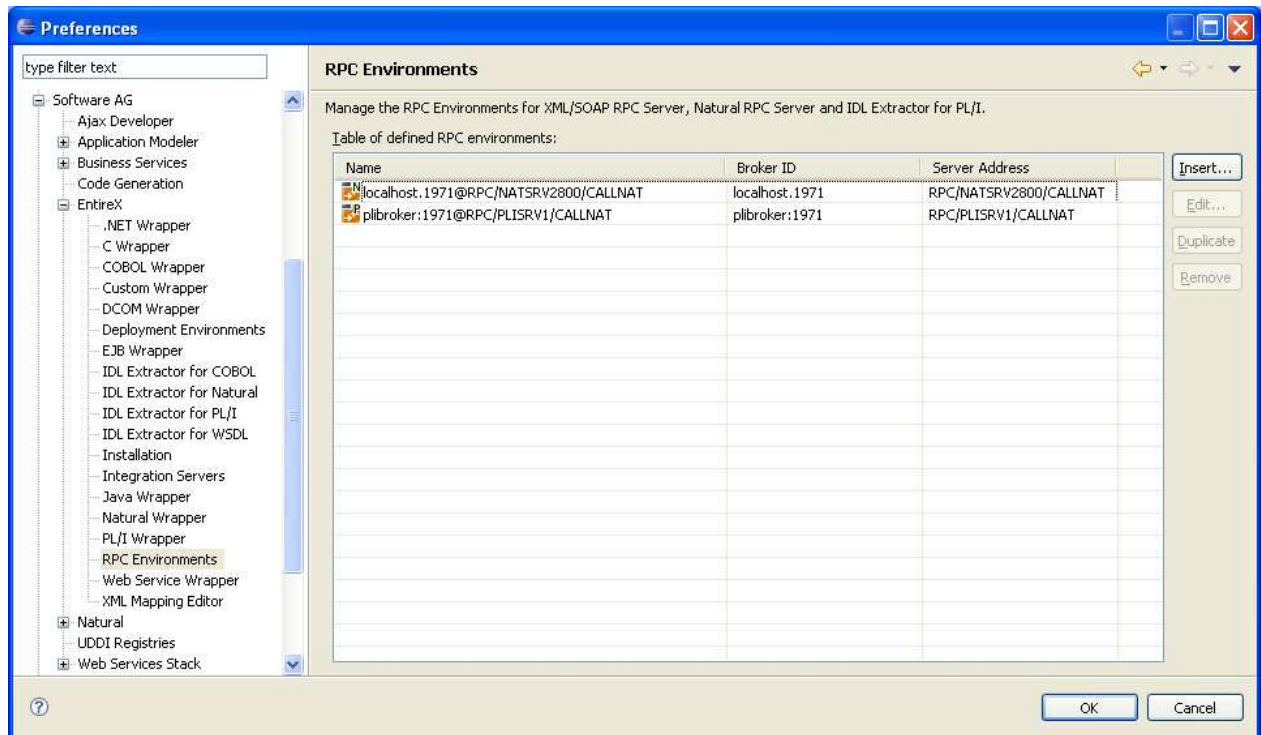 Preferences
type filter text
Software AG
Ajax Developer
Application Modeler
Business Services
Code Generation
EntireX
.NET Wrapper
C Wrapper
COBOL Wrapper
Custom Wrapper
DCOM Wrapper
Deployment Environments
EJB Wrapper
IDL Extractor for COBOL
IDL Extractor for Natural
IDL Extractor for PL/I
IDL Extractor for WSDL
Installation
Integration Servers
Java Wrapper
Natural Wrapper
PL/I Wrapper
RPC Environments
Web Service Wrapper
XML Mapping Editor
Natural
UDDI Registries
Web Services Stack
RPC Environments
Manage the RPC Environments for XML/SOAP RPC Server, Natural RPC Server and IDL Extractor for PL/I.
Table of defined RPC environments:
Name Broker ID Server Address
N localhost.1971@RPC/NATSRV2800/CALLNAT localhost.1971 RPC/NATSRV2800/CALLNAT
P plibroker:1971@RPC/PLISRV1/CALLNAT plibroker:1971 RPC/PLISRV1/CALLNAT
Insert...
Edit...
Duplicate
Remove
?
OK Cancel